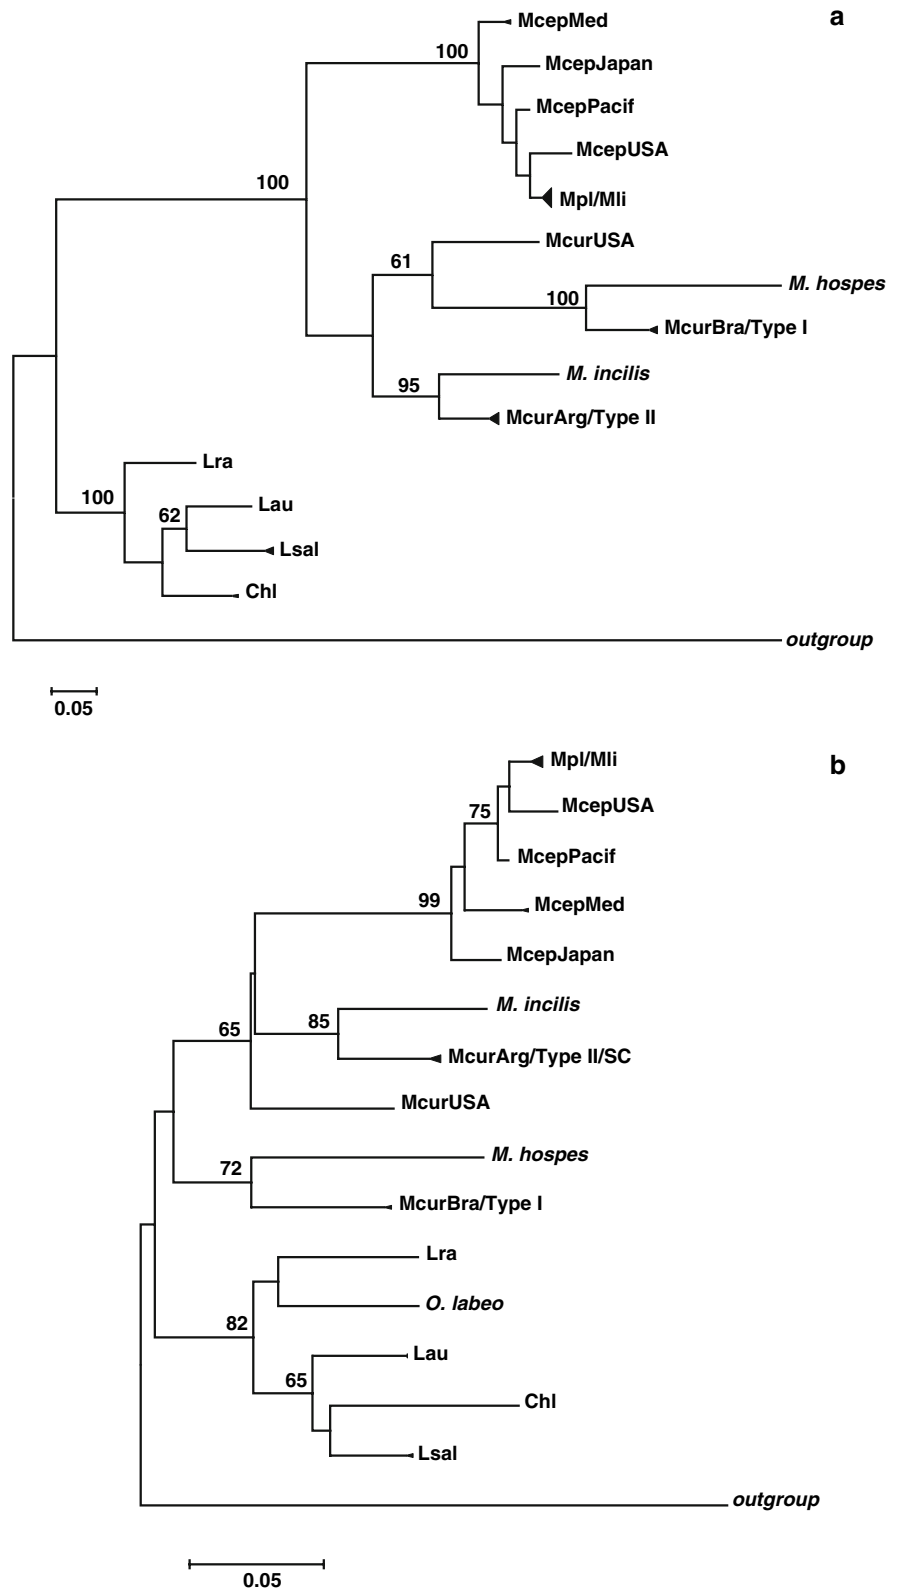 a
McepMed
100
McepJapan
McepPacif
McepUSA
100
Mpl/Mli
McurUSA
61
M. hospes
100
McurBra/Type I
M. incilis
95
McurArg/Type II
Lra
100
Lau
62
Lsal
Chl
outgroup
0.05
b
Mpl/Mli
McepUSA
75
McepPacif
99
McepMed
McepJapan
M. incilis
85
65
McurArg/Type II/SC
McurUSA
M. hospes
72
McurBra/Type I
Lra
O. labeo
82
Lau
65
Chl
Lsal
outgroup
0.05